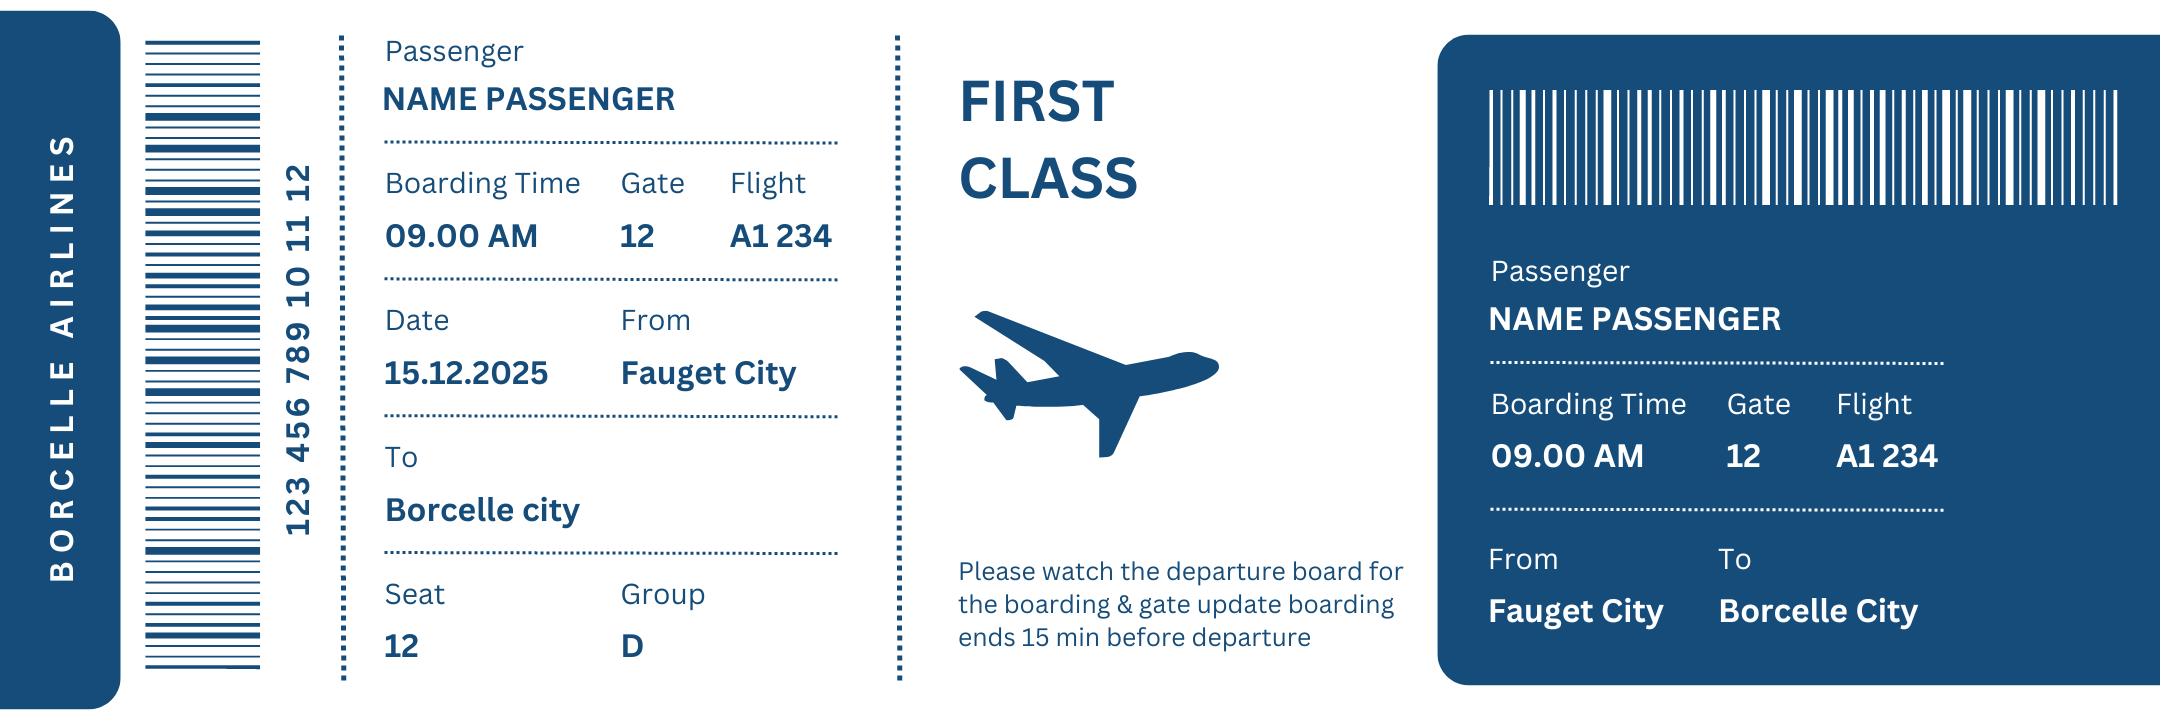 BORCELLE AIRLINES
123 456 789 10 11 12
Passenger
NAME PASSENGER
Boarding Time Gate Flight
09.00 AM 12 A1 234
Date From
15.12.2025 Fauget City
To
Borcelle city
Seat Group
12 D
FIRST
CLASS
Please watch the departure board for
the boarding & gate update boarding
ends 15 min before departure
Passenger
NAME PASSENGER
Boarding Time Gate Flight
09.00 AM 12 A1 234
From To
Fauget City Borcelle City